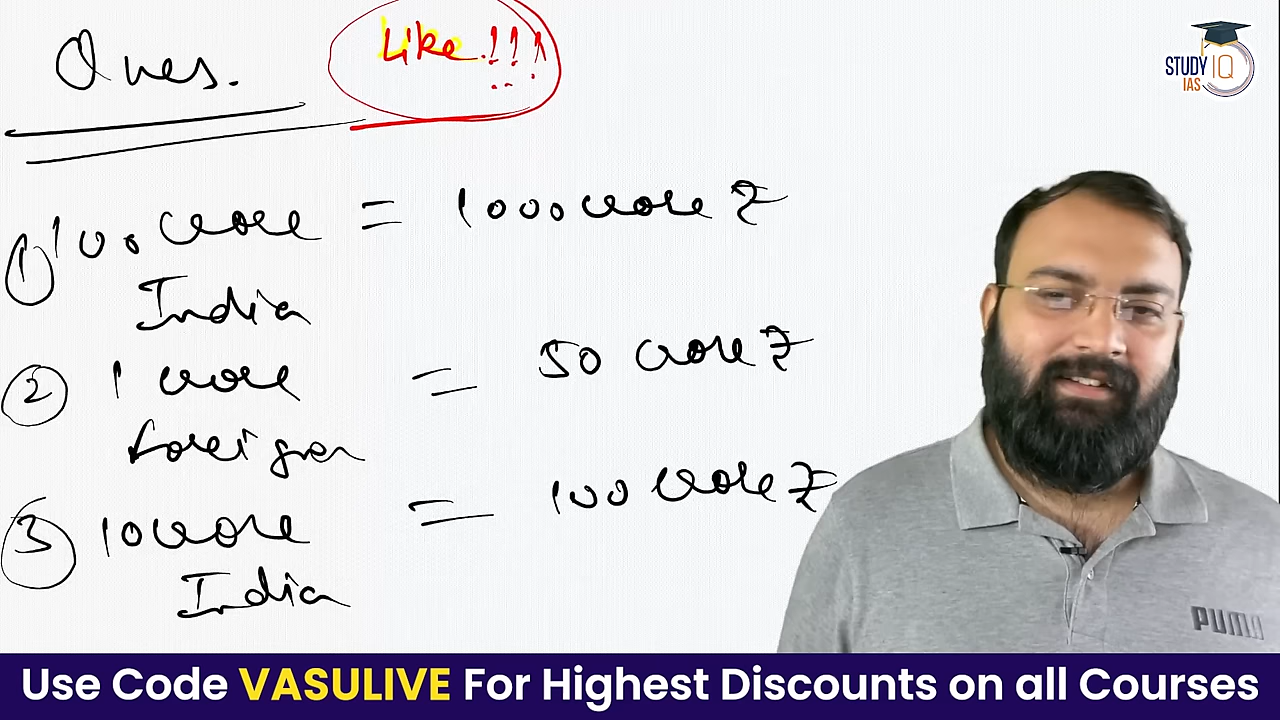 Ques.
Like!!!
STUDY IQ
IAS
1) 100 crore = 1000 crore ₹
India
2 1 crore = 50 crore ₹
foreigner
3 10 crore = 100 crore ₹
India
PUMA
Use Code VASULIVE For Highest Discounts on all Courses